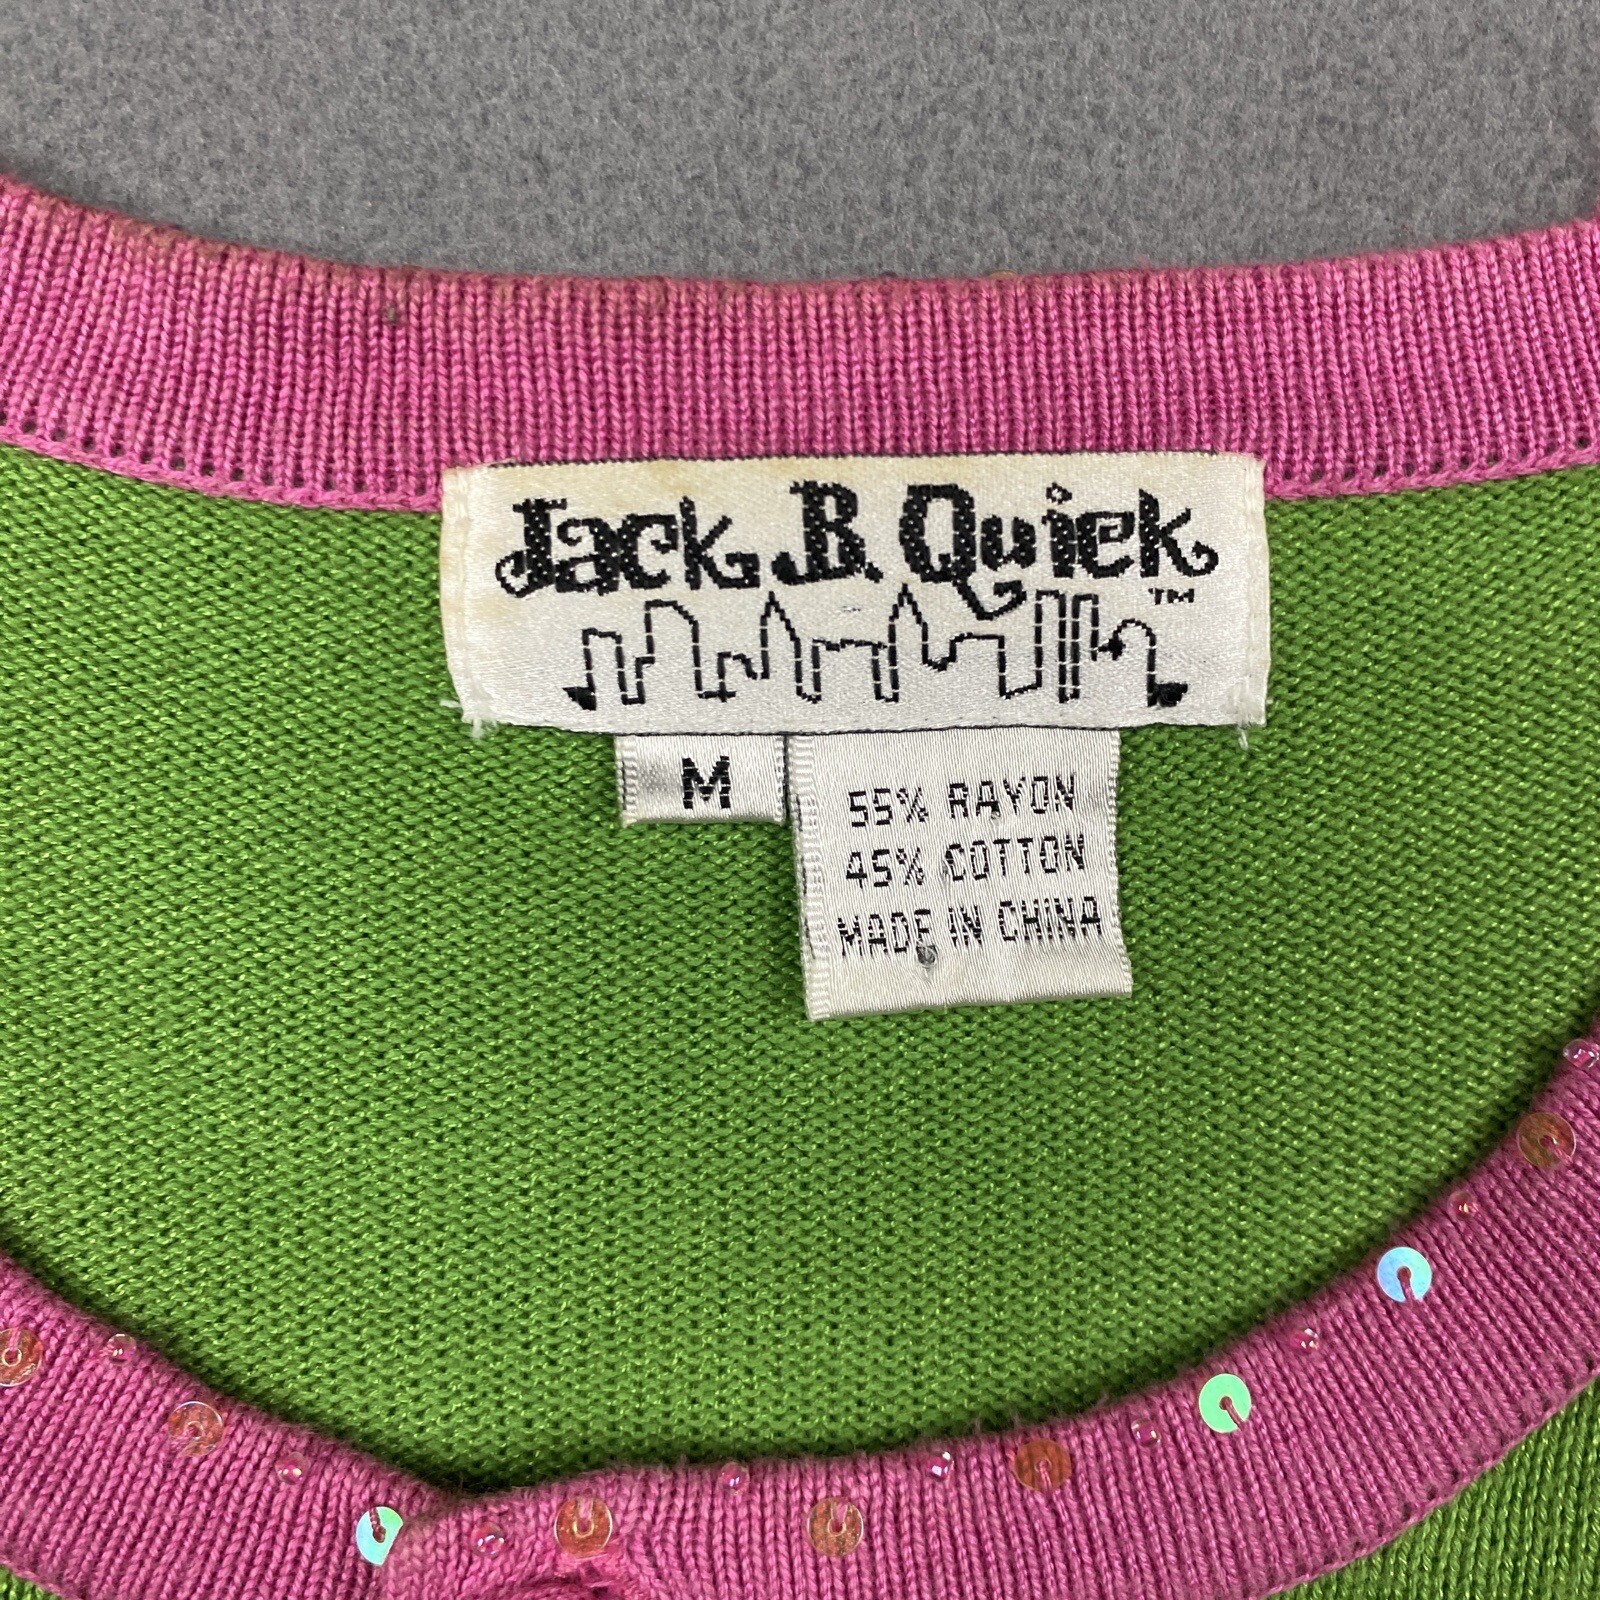 Jack B. Quick
TM
M
55% RAYON
45% COTTON
MADE IN CHINA